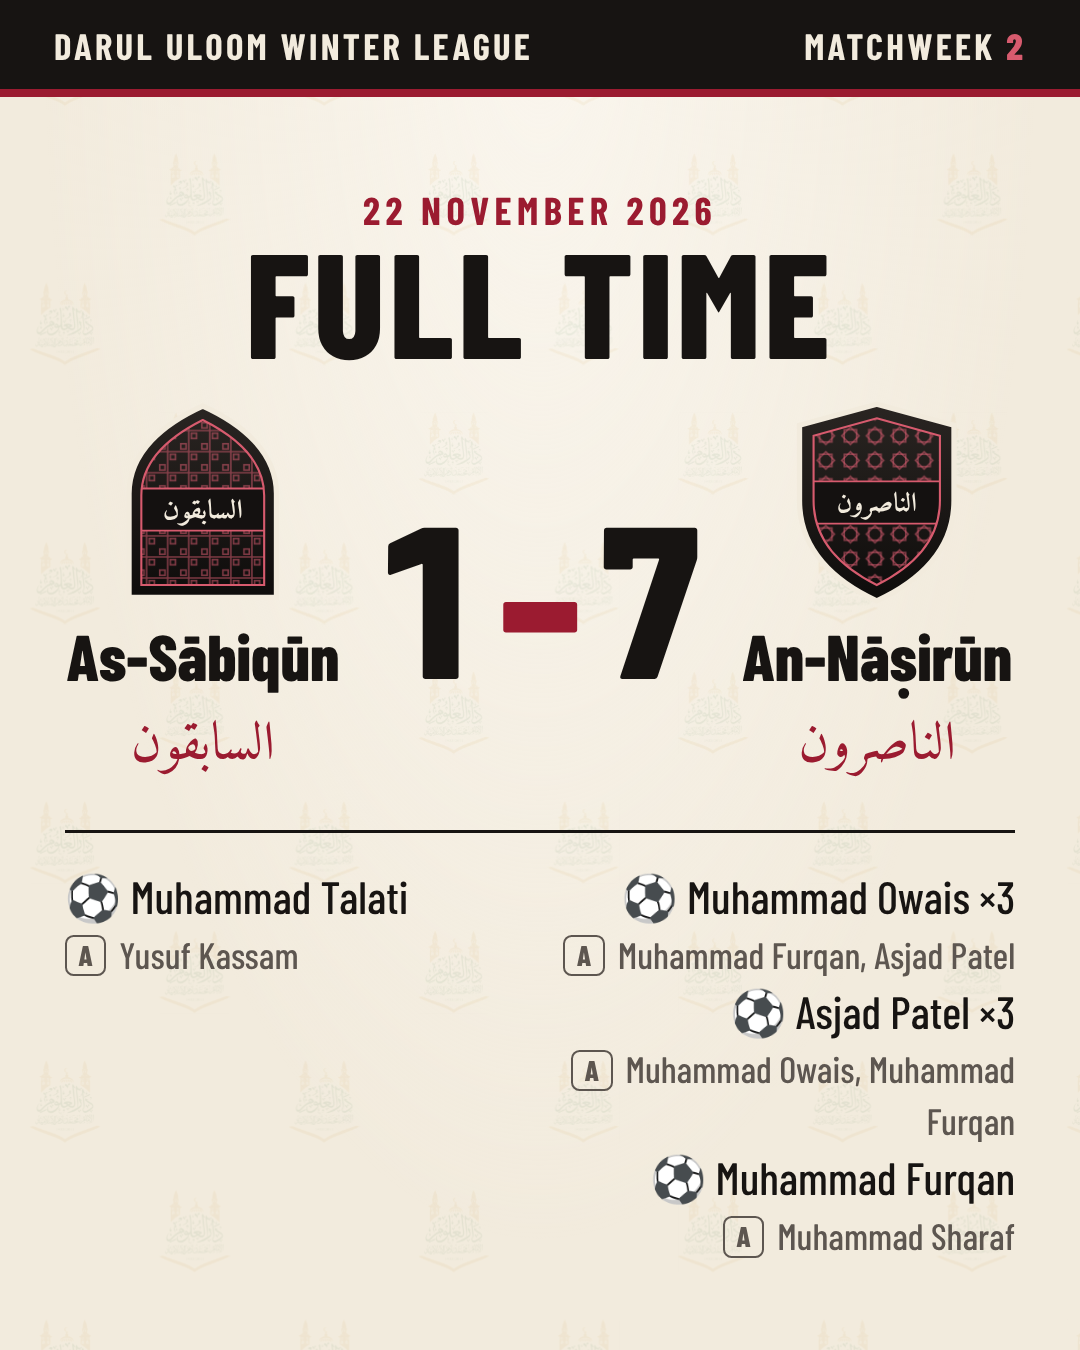 DARUL ULOOM WINTER LEAGUE
MATCHWEEK 2
22 NOVEMBER 2026
FULL TIME
السابقون
الناصرون
1-7
As-Sābiqūn
An-Nāṣirūn
السابقون
الناصرون
⚽ Muhammad Talati
A Yusuf Kassam
⚽ Muhammad Owais ×3
A Muhammad Furqan, Asjad Patel
⚽ Asjad Patel ×3
A Muhammad Owais, Muhammad
Furqan
⚽ Muhammad Furqan
A Muhammad Sharaf